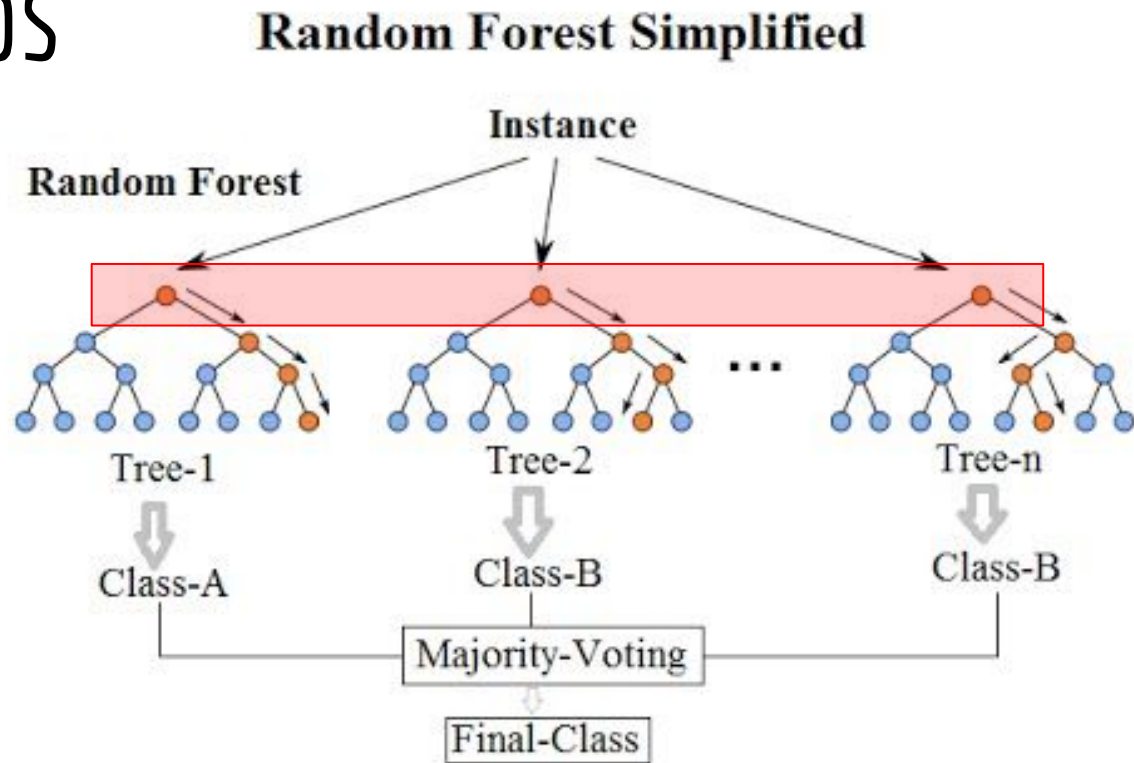 Random Forest Simplified
Instance
Random Forest
...
Tree-1
Tree-2
Tree-n
Class-A
Class-B
Class-B
Majority-Voting
Final-Class